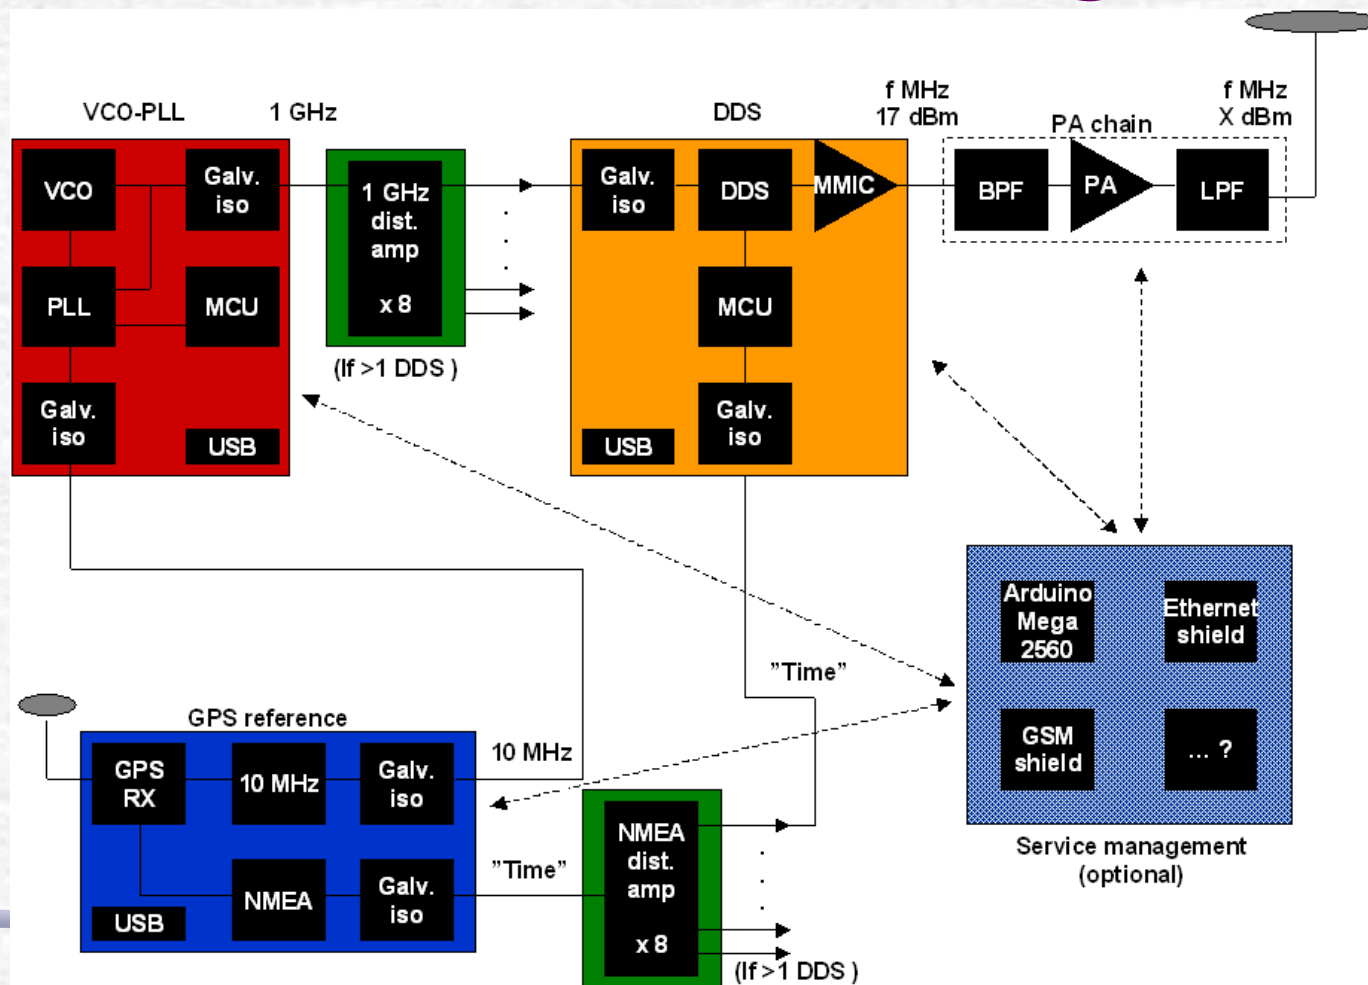 VCO-PLL
1 GHz
VCO
Galv.
iso
PLL
MCU
Galv.
iso
USB
1 GHz
dist.
amp
x 8
(If >1 DDS )
DDS
Galv.
iso
DDS
MMIC
MCU
Galv.
iso
USB
f MHz
17 dBm
PA chain
f MHz
X dBm
BPF
PA
LPF
"Time"
GPS reference
GPS
RX
10 MHz
Galv.
iso
10 MHz
NMEA
Galv.
iso
"Time"
USB
NMEA
dist.
amp
x 8
(If >1 DDS )
Arduino
Mega
2560
Ethernet
shield
GSM
shield
... ?
Service management
(optional)